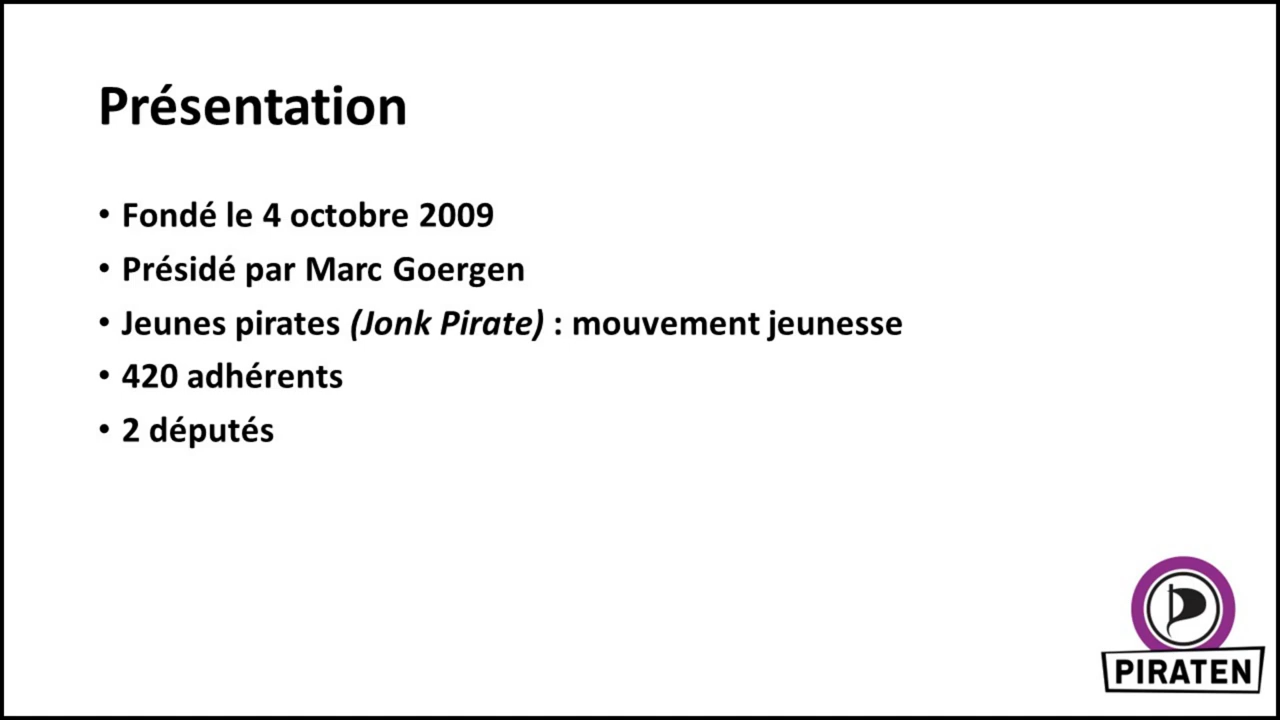 Présentation
• Fondé le 4 octobre 2009
• Présidé par Marc Goergen
• Jeunes pirates (Jonk Pirate) : mouvement jeunesse
• 420 adhérents
• 2 députés
PIRATEN